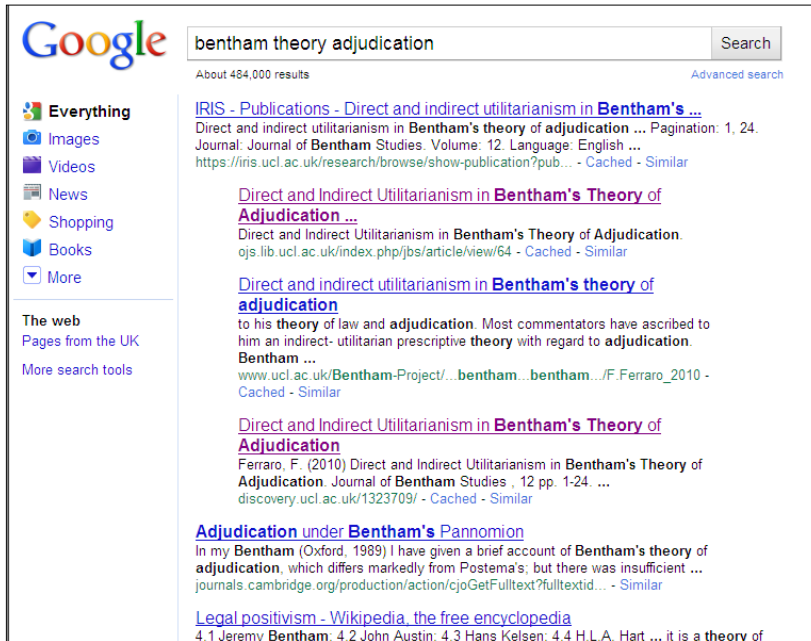 Google
bentham theory adjudication
Search
About 484,000 results
Advanced search
Everything
Images
Videos
News
Shopping
Books
More
The web
Pages from the UK
More search tools
IRIS - Publications - Direct and indirect utilitarianism in Bentham's ...
Direct and indirect utilitarianism in Bentham's theory of adjudication ... Pagination: 1, 24.
Journal: Journal of Bentham Studies. Volume: 12. Language: English ...
https://iris.ucl.ac.uk/research/browse/show-publication?pub... - Cached - Similar
Direct and Indirect Utilitarianism in Bentham's Theory of
Adjudication ...
Direct and Indirect Utilitarianism in Bentham's Theory of Adjudication.
ojs.lib.ucl.ac.uk/index.php/jbs/article/view/64 - Cached - Similar
Direct and indirect utilitarianism in Bentham's theory of
adjudication
to his theory of law and adjudication. Most commentators have ascribed to
him an indirect- utilitarian prescriptive theory with regard to adjudication.
Bentham ...
www.ucl.ac.uk/Bentham-Project/...bentham...bentham.../F.Ferraro_2010 -
Cached - Similar
Direct and Indirect Utilitarianism in Bentham's Theory of
Adjudication
Ferraro, F. (2010) Direct and Indirect Utilitarianism in Bentham's Theory of
Adjudication. Journal of Bentham Studies , 12 pp. 1-24. ...
discovery.ucl.ac.uk/1323709/ - Cached - Similar
Adjudication under Bentham's Pannomion
In my Bentham (Oxford, 1989) I have given a brief account of Bentham's theory of
adjudication, which differs markedly from Postema's; but there was insufficient ...
journals.cambridge.org/production/action/cjoGetFulltext?fulltextid... - Similar
Legal positivism - Wikipedia, the free encyclopedia
4.1 Jeremy Bentham; 4.2 John Austin; 4.3 Hans Kelsen; 4.4 H.L.A. Hart ... it is a theory of